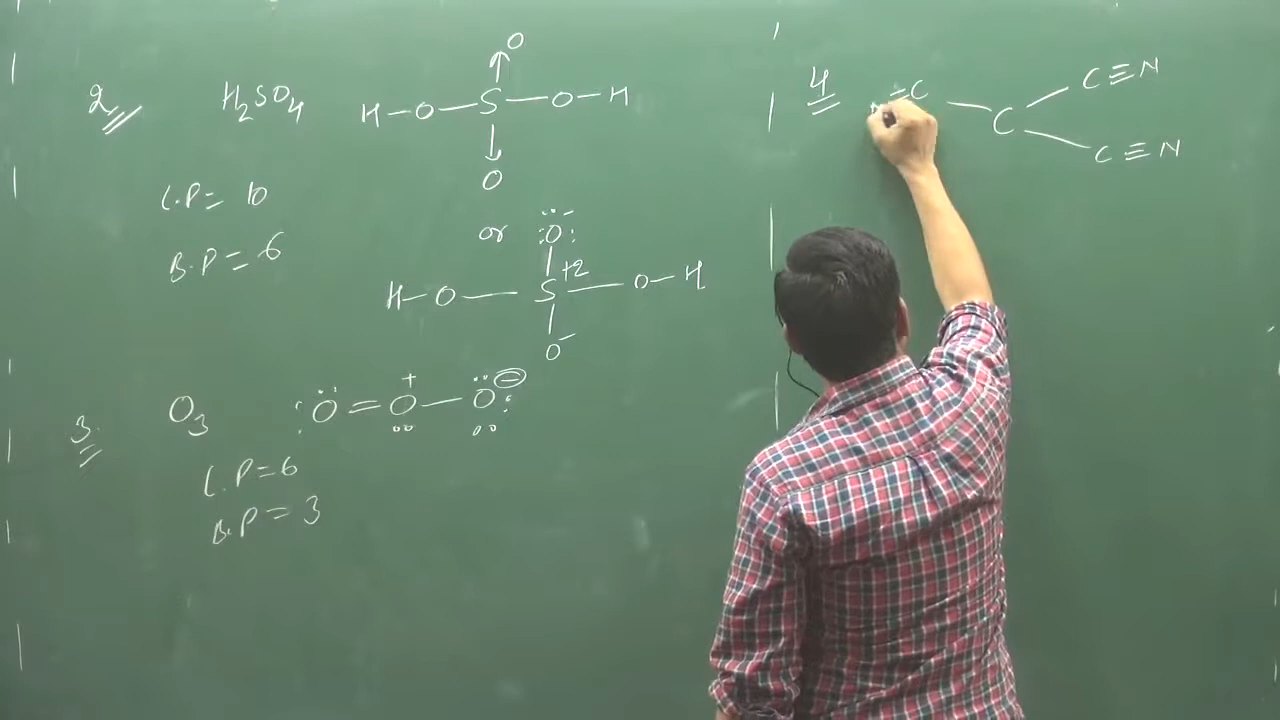 2
H2SO4
O
↑
H-O-S-O-H
↓
O
L.P = 10
B.P = 6
or
:Ö:⁻
|
H-O-S+2-O-H
|
O⁻
3.
O3
:Ö=O⁺-Ö:⊖
L.P = 6
B.P = 3
4
C≡N
≡C-C
C≡N